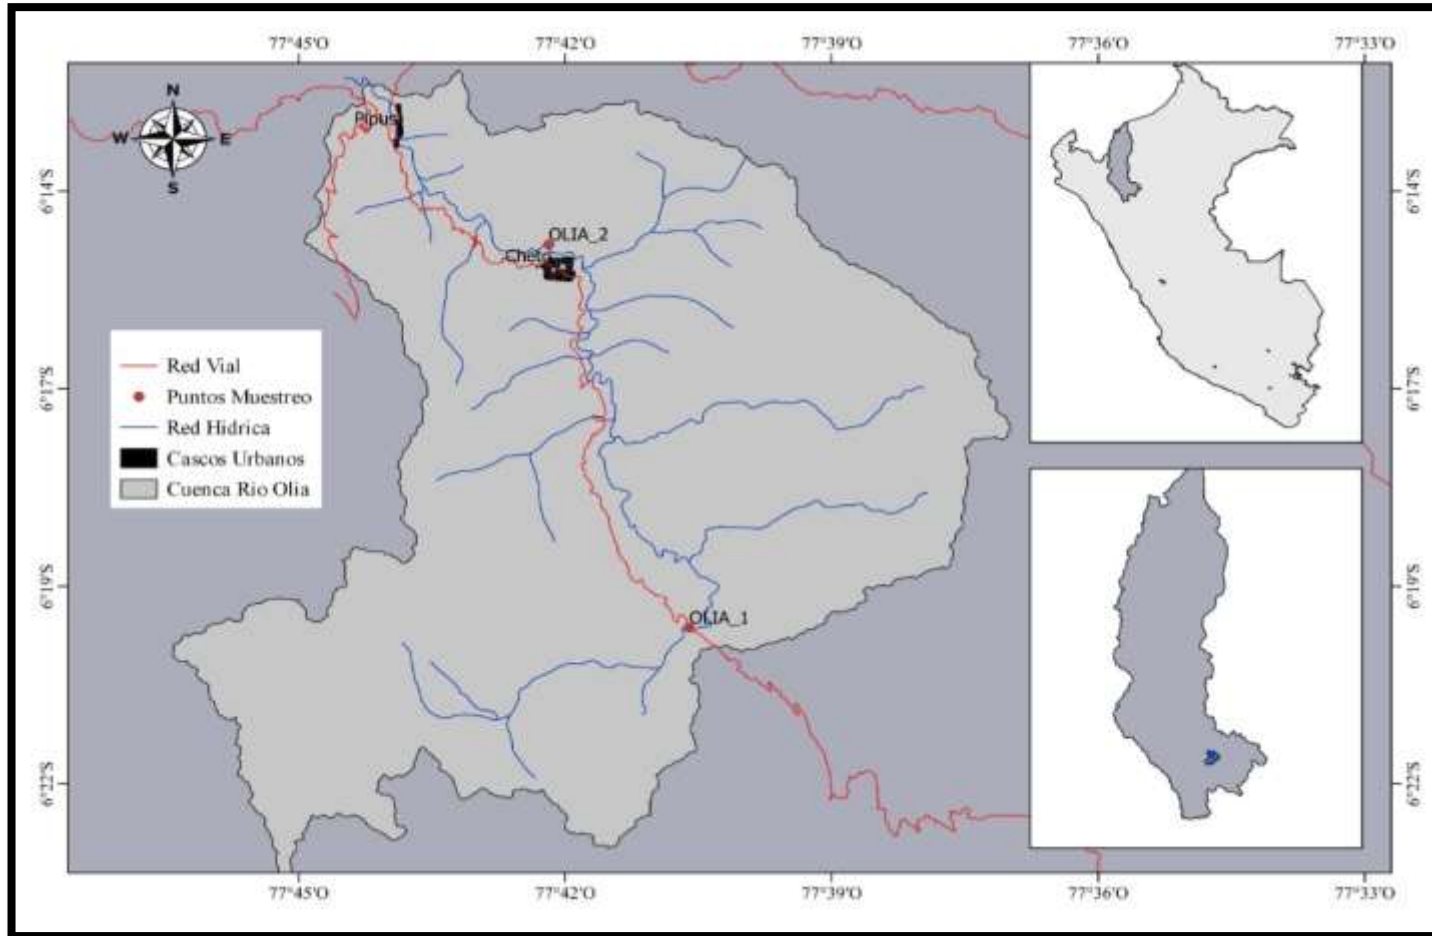 77°45'O 77°42'O 77°39'O 77°36'O 77°33'O
N
W E
S
Pipus
6°14'S 6°14'S
OLIA_2
Red Vial
Puntos Muestreo
Red Hidrica
Cascos Urbanos
Cuenca Rio Olia
6°17'S 6°17'S
6°19'S 6°19'S
OLIA_1
6°22'S 6°22'S
77°45'O 77°42'O 77°39'O 77°36'O 77°33'O